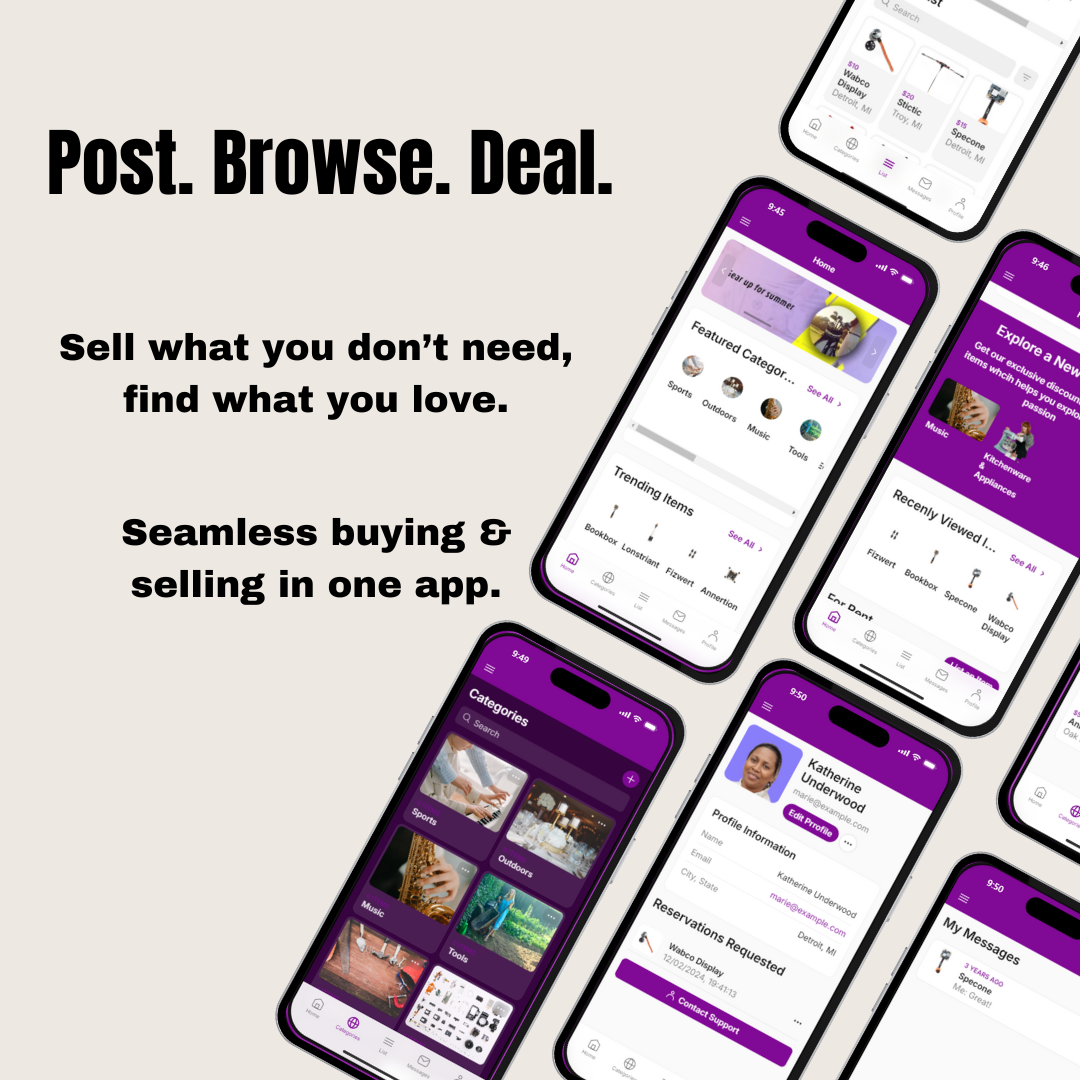 Post. Browse. Deal.
Sell what you don’t need,
find what you love.
Seamless buying &
selling in one app.
Search
$10
Wabco
Display
Detroit, MI
$20
Stictic
Troy, MI
$15
Specone
Detroit, MI
Home
Categories
List
Messages
Profile
9:45
Home
Gear up for summer
Featured Categor...
See All
Sports
Outdoors
Music
Tools
Trending Items
See All
Bookbox
Lonstriant
Fizwert
Annertion
Home
Categories
List
Messages
Profile
9:46
Explore a New
Get our exclusive discoun
items whcih helps you explo
passion
Music
Kitchenware
&
Appliances
Recenly Viewed I...
See All
Fizwert
Bookbox
Specone
Wabco
Display
For Rent
List an Item
Home
Categories
List
Messages
Profile
9:49
Categories
Search
Sports
Outdoors
Music
Tools
Home
Categories
List
Messages
9:50
Katherine
Underwood
marie@example.com
Edit Prrofile
Profile Information
Name
Katherine Underwood
Email
marie@example.com
City, State
Detroit, MI
Reservations Requested
Wabco Display
12/02/2024, 19:41:13
Contact Support
Home
Categories
Oak
Home
9:50
My Messages
3 YEARS AGO
Specone
Me: Great!